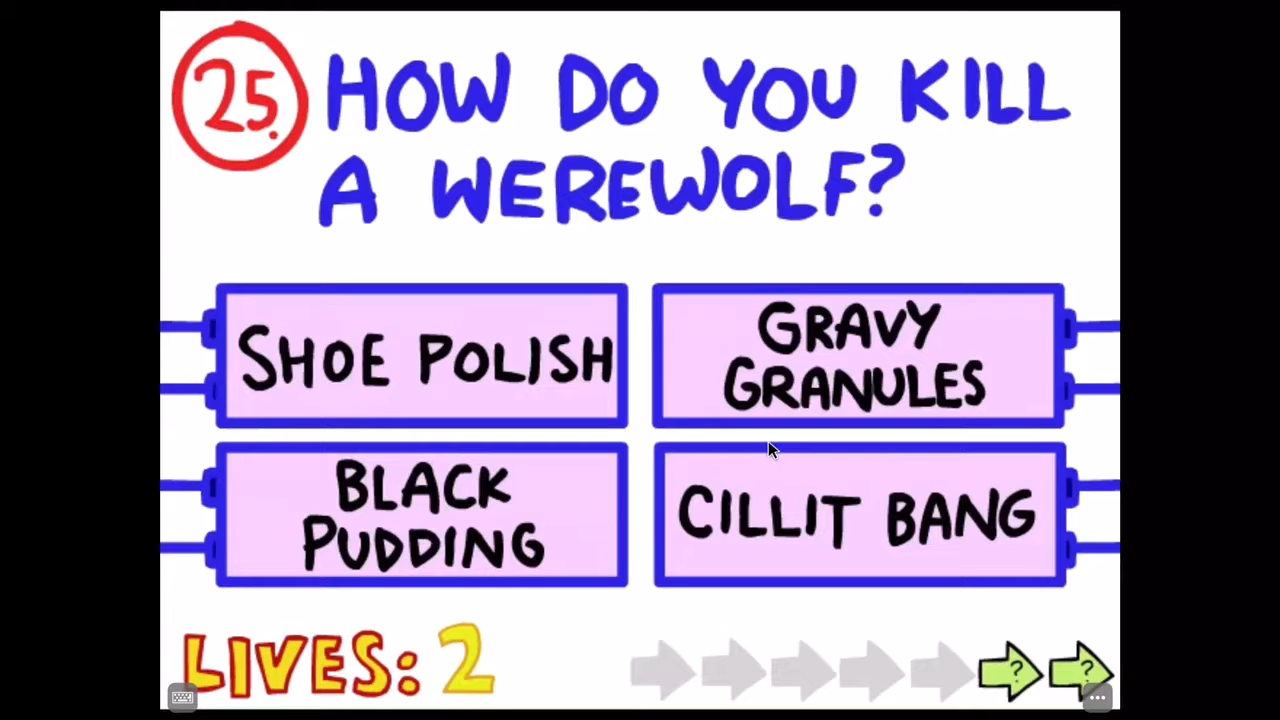 25. HOW DO YOU KILL
A WEREWOLF?
SHOE POLISH
GRAVY
GRANULES
BLACK
PUDDING
CILLIT BANG
LIVES: 2
? ?